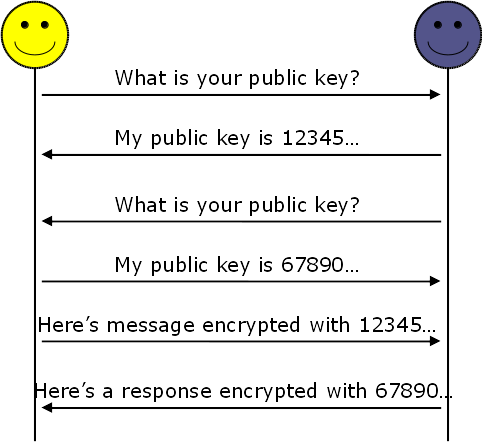 What is your public key?
My public key is 12345…
What is your public key?
My public key is 67890…
Here’s message encrypted with 12345…
Here’s a response encrypted with 67890…